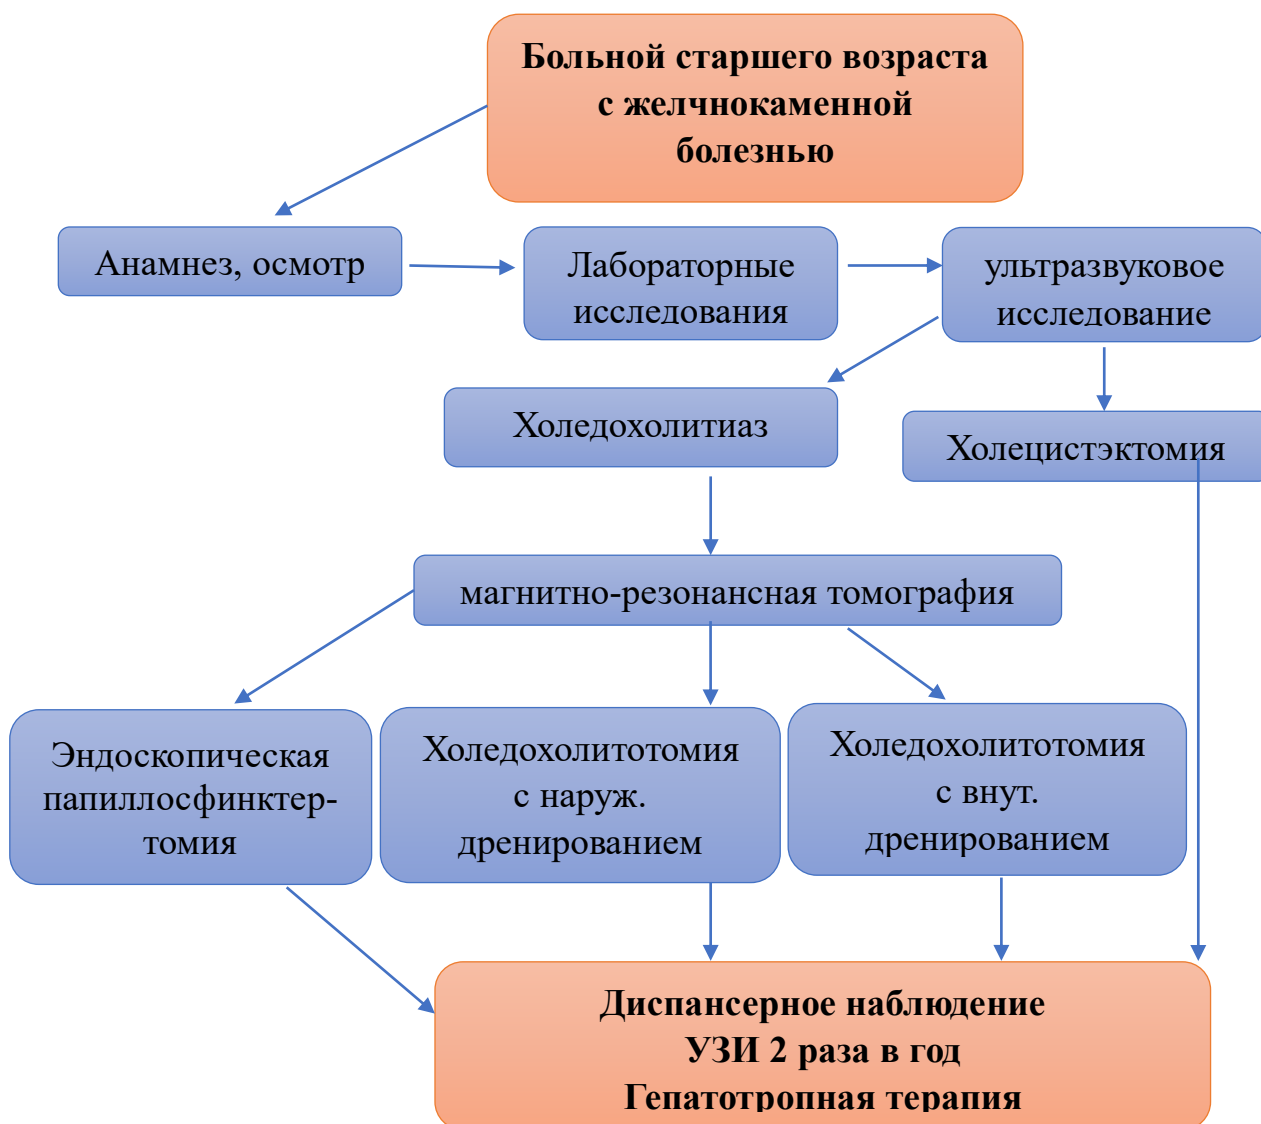 Больной старшего возраста
с желчнокаменной
болезнью
Анамнез, осмотр
Лабораторные
исследования
ультразвуковое
исследование
Холедохолитиаз
Холецистэктомия
магнитно-резонансная томография
Эндоскопическая
папиллосфинктер-
томия
Холедохолитотомия
с наруж.
дренированием
Холедохолитотомия
с внут.
дренированием
Диспансерное наблюдение
УЗИ 2 раза в год
Гепатотропная терапия